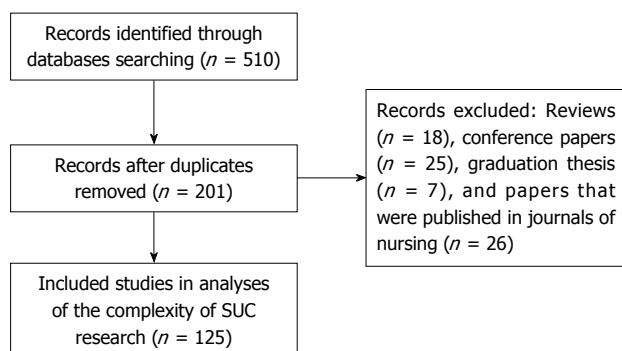 Records identified through
databases searching (n = 510)
Records after duplicates
removed (n = 201)
Records excluded: Reviews
(n = 18), conference papers
(n = 25), graduation thesis
(n = 7), and papers that
were published in journals of
nursing (n = 26)
Included studies in analyses
of the complexity of SUC
research (n = 125)